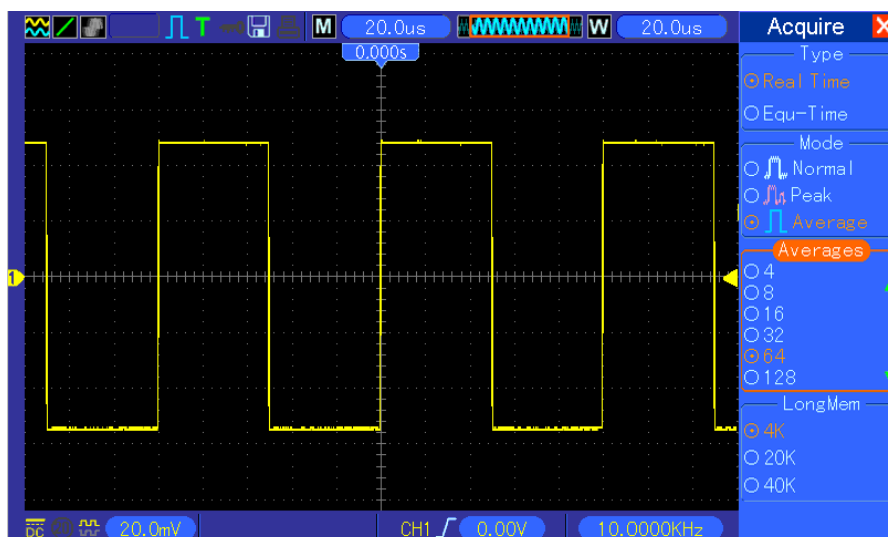 T M 20.0us W 20.0us
0.000s
1
DC 20.0mV CH1 0.00V 10.0000KHz
Acquire X
Type
Real Time
Equ-Time
Mode
Normal
Peak
Average
Averages
4
8
16
32
64
128
LongMem
4K
20K
40K